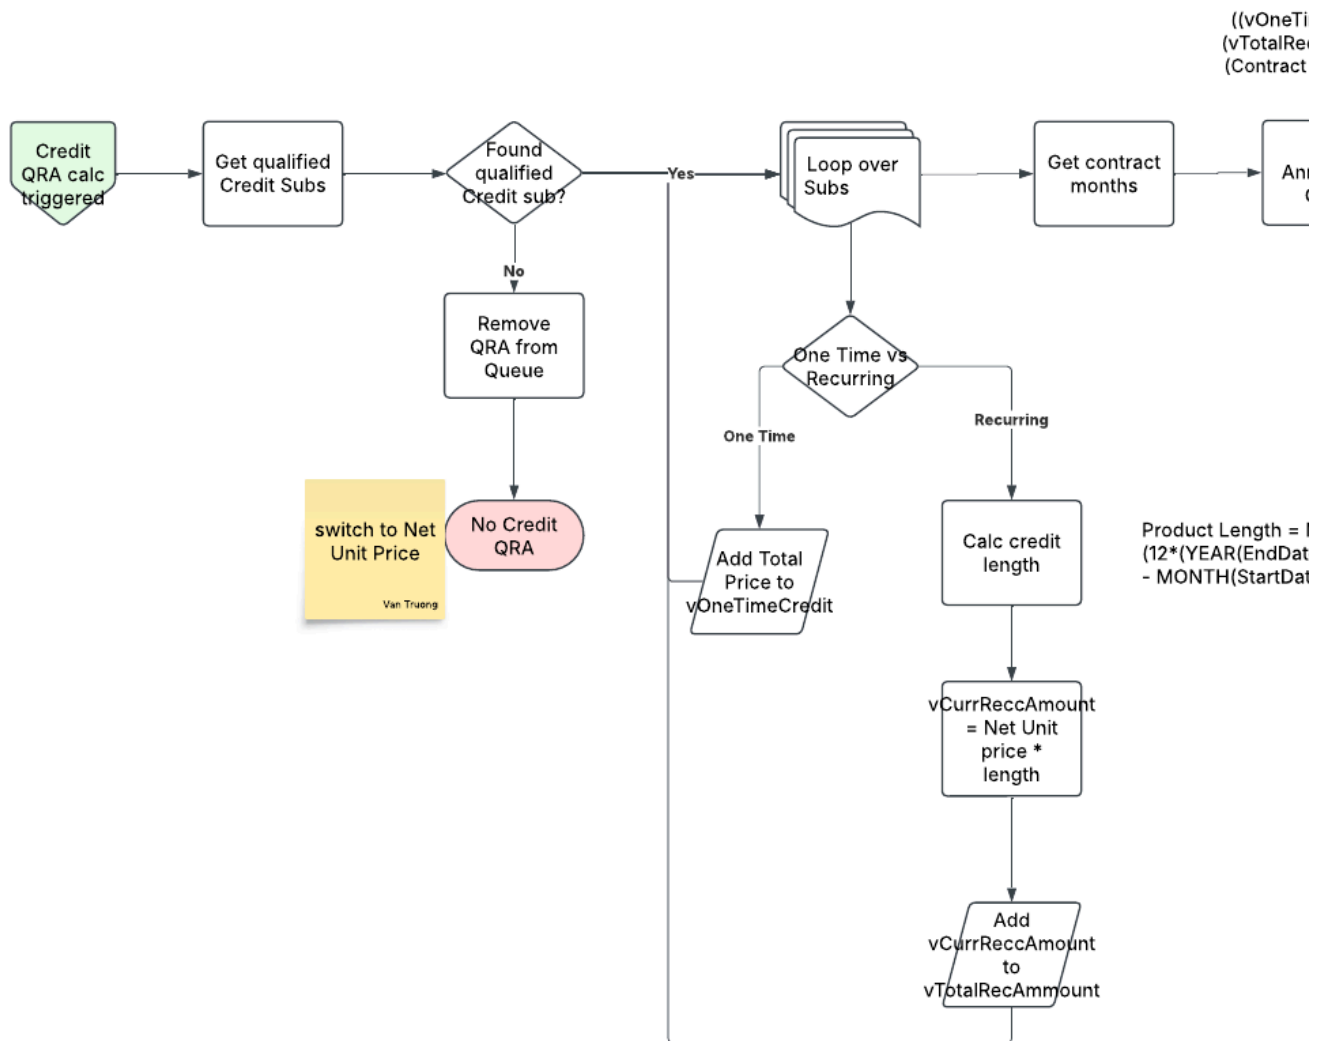 ((vOneTi
(vTotalRec
(Contract
Credit
QRA calc
triggered
Get qualified
Credit Subs
Found
qualified
Credit sub?
Yes
Loop over
Subs
Get contract
months
Ann
No
Remove
QRA from
Queue
One Time vs
Recurring
One Time
Recurring
switch to Net
Unit Price
Van Truong
No Credit
QRA
Add Total
Price to
vOneTimeCredit
Calc credit
length
Product Length =
(12*(YEAR(EndDat
- MONTH(StartDat
vCurrReccAmount
= Net Unit
price *
length
Add
vCurrReccAmount
to
vTotalRecAmmount